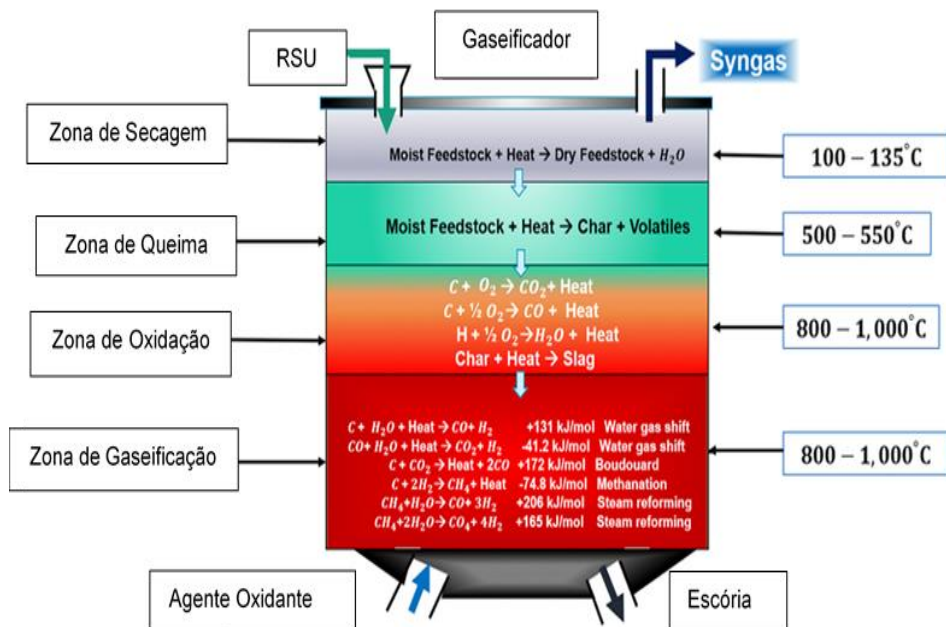 Gaseificador
RSU
Syngas
Zona de Secagem
Moist Feedstock + Heat → Dry Feedstock + H₂O
100 – 135°C
Zona de Queima
Moist Feedstock + Heat → Char + Volatiles
500 – 550°C
Zona de Oxidação
C + O₂ → CO₂ + Heat
C + ½ O₂ → CO + Heat
H + ½ O₂ → H₂O + Heat
Char + Heat → Slag
800 – 1,000°C
Zona de Gaseificação
C + H₂O + Heat → CO + H₂ +131 kJ/mol Water gas shift
CO + H₂O + Heat → CO₂ + H₂ -41.2 kJ/mol Water gas shift
C + CO₂ → Heat + 2CO +172 kJ/mol Boudouard
C + 2H₂ → CH₄ + Heat -74.8 kJ/mol Methanation
CH₄+H₂O → CO + 3H₂ +206 kJ/mol Steam reforming
CH₄+2H₂O → CO₄ + 4H₂ +165 kJ/mol Steam reforming
800 – 1,000°C
Agente Oxidante
Escória